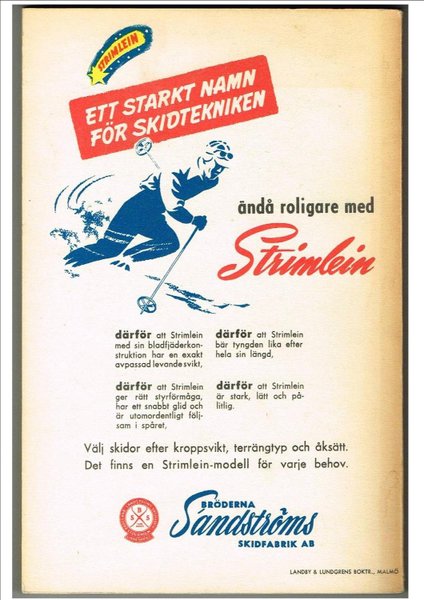 STRIMLEIN
ETT STARKT NAMN
FÖR SKIDTEKNIKEN
ändå roligare med
Strimlein
därför att Strimlein
med sin bladfjäderkon-
struktion har en exakt
avpassad levande svikt,
därför att Strimlein
bär tyngden lika efter
hela sin längd,
därför att Strimlein
ger rätt styrförmåga,
har ett snabbt glid och
är utomordentligt följ-
sam i spåret,
därför att Strimlein
är stark, lätt och på-
litlig.
Välj skidor efter kroppsvikt, terrängtyp och åksätt.
Det finns en Strimlein-modell för varje behov.
B
S S
BRÖDERNA
Sandströms
SKIDFABRIK AB
LANDBY & LUNDGRENS BOKTR., MALMÖ